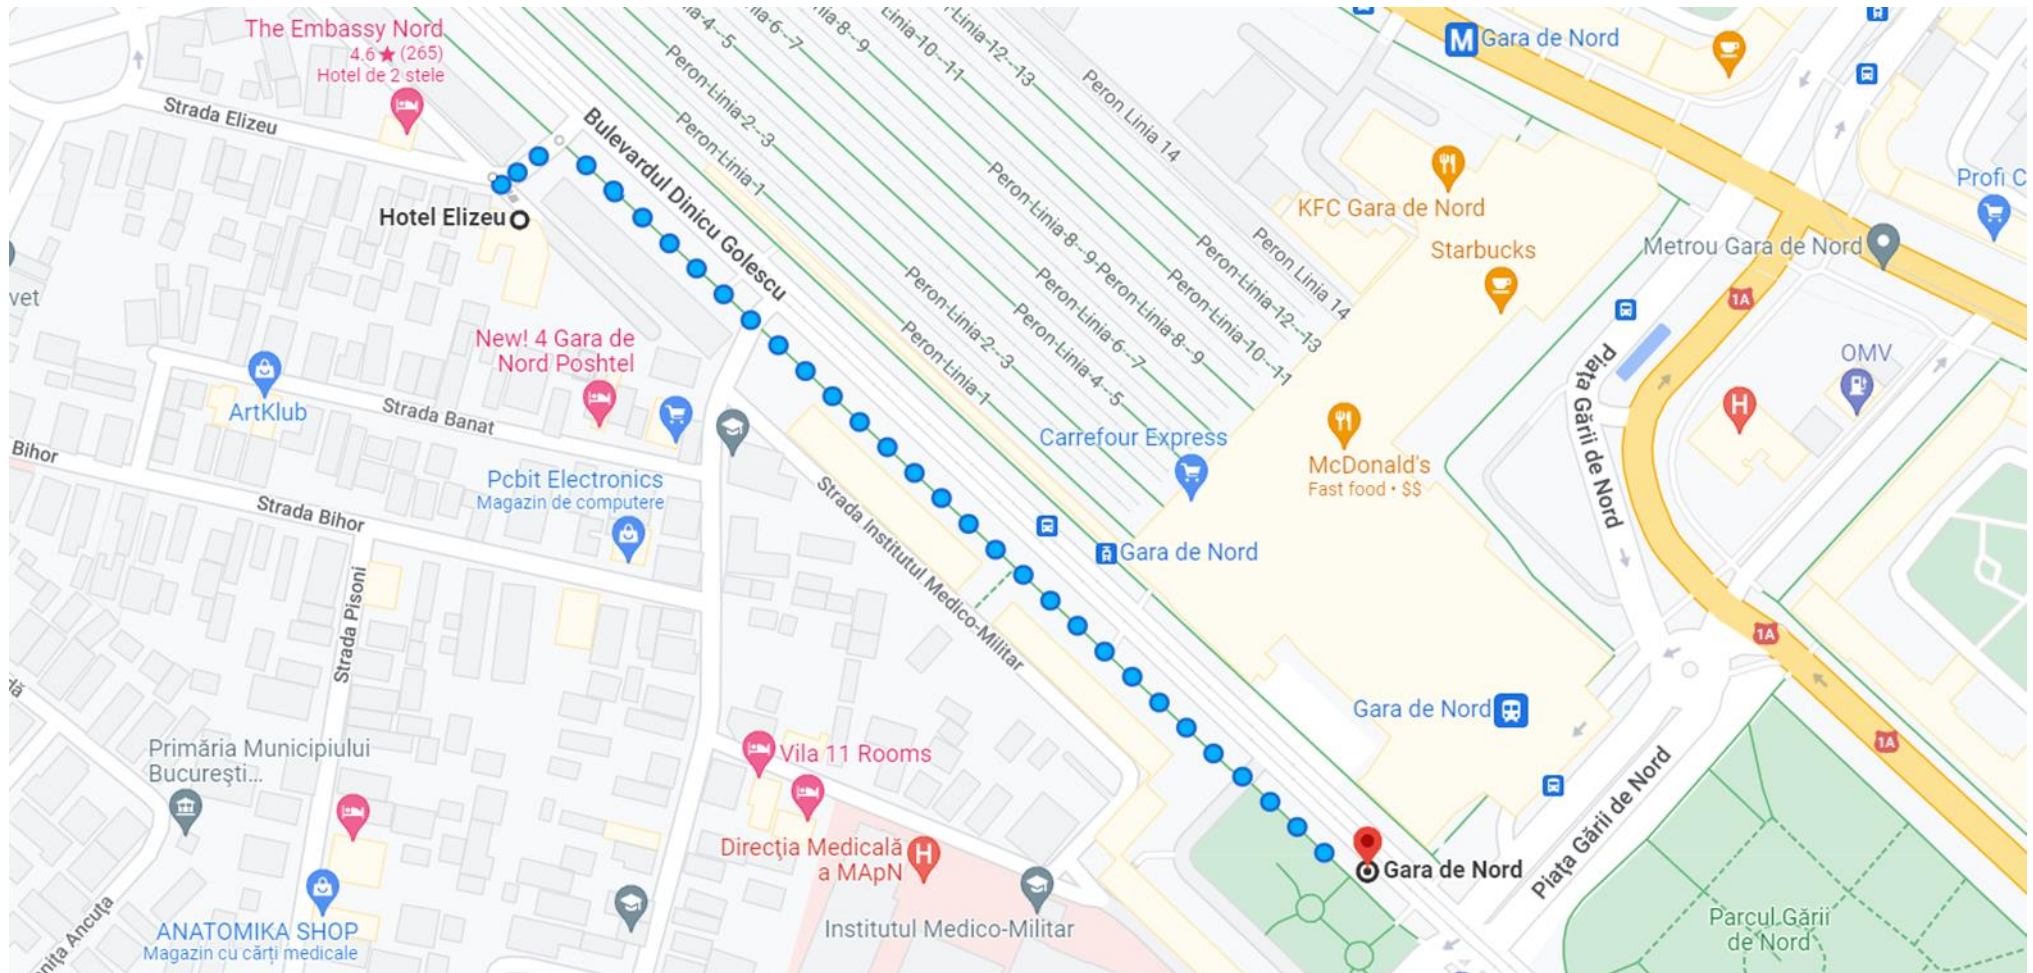 The Embassy Nord
4.6★(265)
Hotel de 2 stele
Strada Elizeu
Hotel Elizeu
Bulevardul Dinicu Golescu
Peron-Linia-2--3
Peron-Linia-1
6--7
Linia-10--11
Linia-12--13
Peron Linia 14
Peron-Linia-8--9
Peron-Linia-8--9
Peron-Linia-12--13
Peron Linia 14
Peron-Linia-10--11
Peron-Linia-6--7
Peron-Linia-4--5
Peron-Linia-2--3
Peron-Linia-1
M Gara de Nord
KFC Gara de Nord
Starbucks
Metrou Gara de Nord
Profi C
1A
OMV
H
Piața Gării de Nord
Piața Gării de Nord
vet
New! 4 Gara de
Nord Poshtel
ArtKlub
Strada Banat
Bihor
Strada Bihor
Pcbit Electronics
Magazin de computere
Carrefour Express
McDonald's
Fast food • $$
Gara de Nord
Strada Institutul Medico-Militar
Strada Pisoni
1A
Gara de Nord
1A
Primăria Municipiului
București...
Vila 11 Rooms
Direcția Medicală
a MApN
H
Gara de Nord
Piața Gării de Nord
Institutul Medico-Militar
Parcul Gării
de Nord
ANATOMIKA SHOP
Magazin cu cărți medicale
nița Ancuța
dă